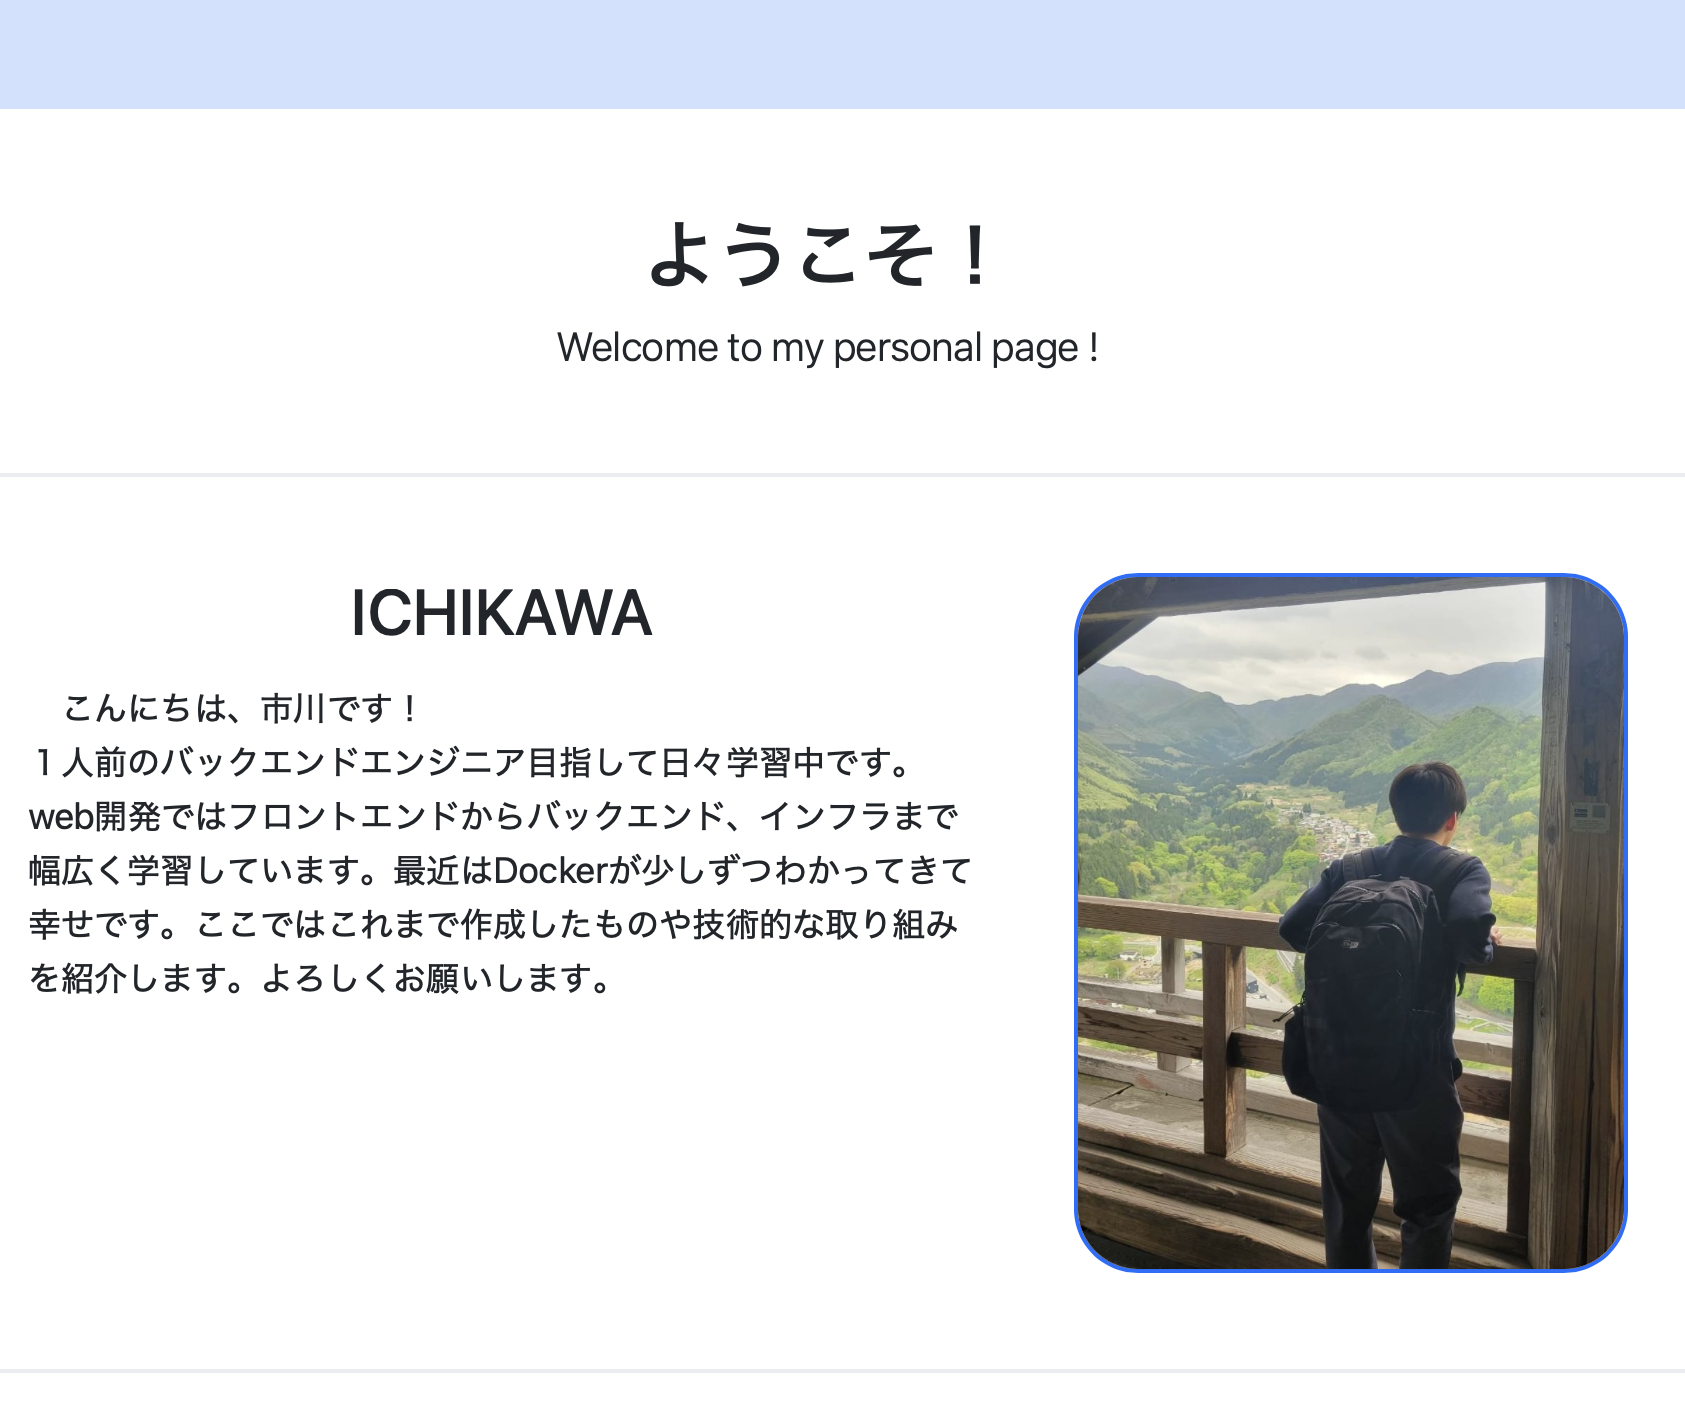 ようこそ！
Welcome to my personal page !
ICHIKAWA
　こんにちは、市川です！
１人前のバックエンドエンジニア目指して日々学習中です。
web開発ではフロントエンドからバックエンド、インフラまで
幅広く学習しています。最近はDockerが少しずつわかってきて
幸せです。ここではこれまで作成したものや技術的な取り組み
を紹介します。よろしくお願いします。